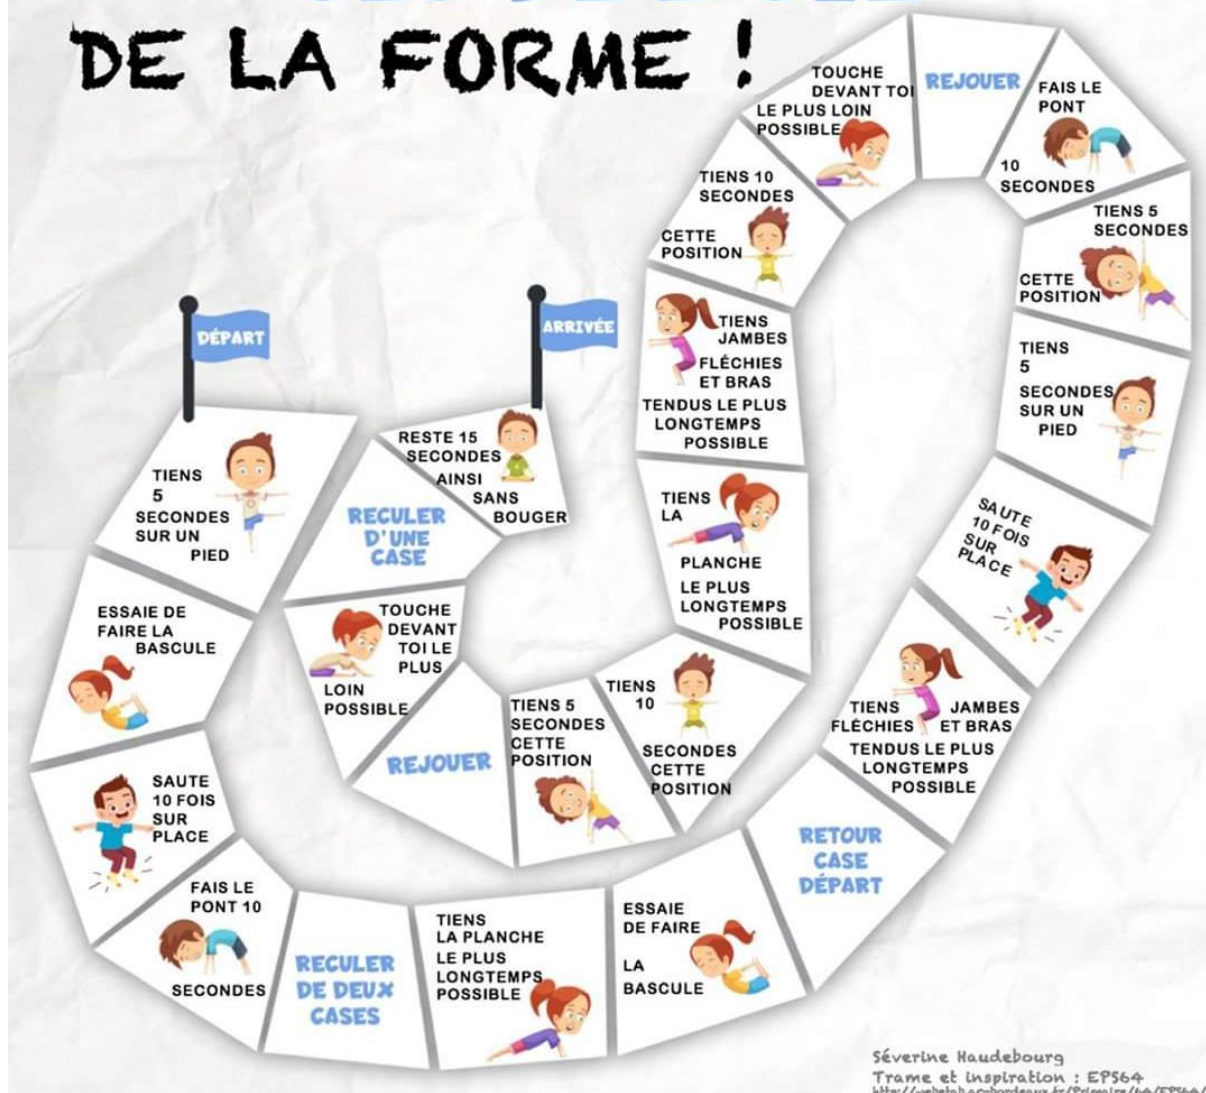 DE LA FORME !
DÉPART
ARRIVÉE
TIENS
5
SECONDES
SUR UN
PIED
ESSAIE DE
FAIRE LA
BASCULE
SAUTE
10 FOIS
SUR
PLACE
FAIS LE
PONT 10
SECONDES
RECULER
DE DEUX
CASES
TIENS
LA PLANCHE
LE PLUS
LONGTEMPS
POSSIBLE
ESSAIE
DE FAIRE
LA
BASCULE
RETOUR
CASE
DÉPART
TIENS JAMBES
FLÉCHIES ET BRAS
TENDUS LE PLUS
LONGTEMPS
POSSIBLE
SAUTE
10 FOIS
SUR
PLACE
TIENS
5
SECONDES
SUR UN
PIED
TIENS 5
SECONDES
CETTE
POSITION
FAIS LE
PONT
10
SECONDES
REJOUER
TOUCHE
DEVANT TOI
LE PLUS LOIN
POSSIBLE
TIENS 10
SECONDES
CETTE
POSITION
TIENS
JAMBES
FLÉCHIES
ET BRAS
TENDUS LE PLUS
LONGTEMPS
POSSIBLE
TIENS
LA
PLANCHE
LE PLUS
LONGTEMPS
POSSIBLE
TIENS
10
SECONDES
CETTE
POSITION
TIENS 5
SECONDES
CETTE
POSITION
REJOUER
TOUCHE
DEVANT
TOI LE
PLUS
LOIN
POSSIBLE
RECULER
D'UNE
CASE
RESTE 15
SECONDES
AINSI
SANS
BOUGER
Séverine Haudebourg
Trame et inspiration : EPS64